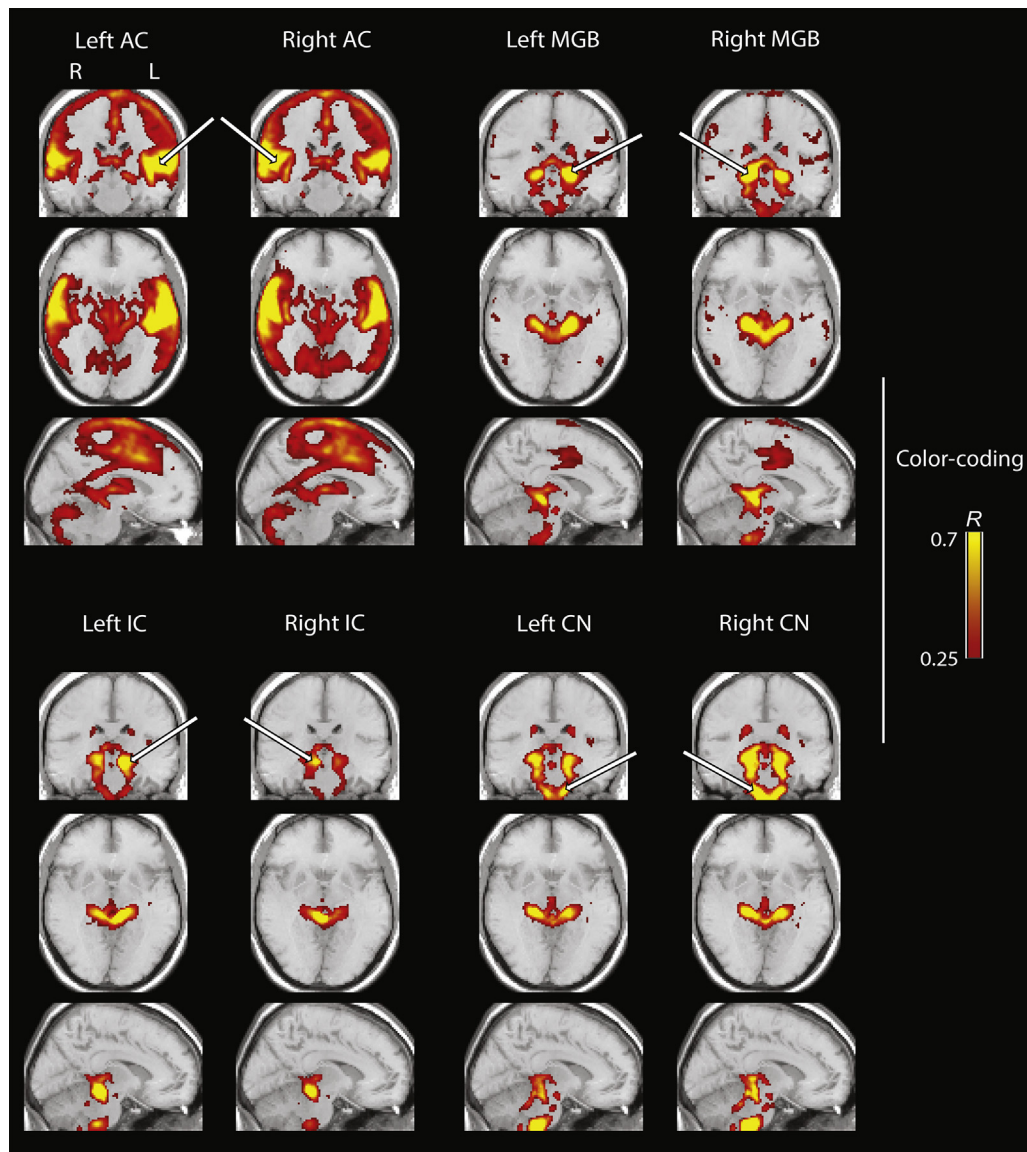 Left AC
Right AC
Left MGB
Right MGB
R
L
Color-coding
R
0.7
0.25
Left IC
Right IC
Left CN
Right CN